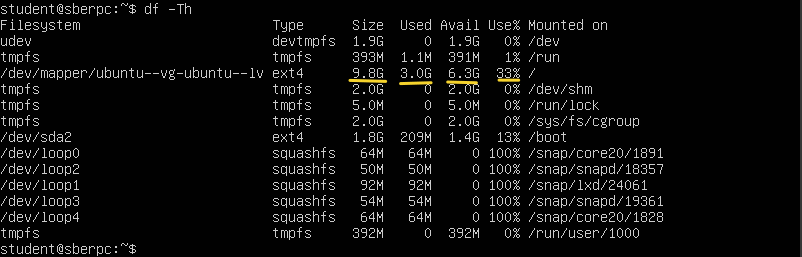 student@sberpc:~$ df -Th
Filesystem                        Type      Size  Used Avail Use% Mounted on
udev                              devtmpfs  1.9G     0  1.9G   0% /dev
tmpfs                             tmpfs     393M  1.1M  391M   1% /run
/dev/mapper/ubuntu--vg-ubuntu--lv ext4      9.8G  3.0G  6.3G  33% /
tmpfs                             tmpfs     2.0G     0  2.0G   0% /dev/shm
tmpfs                             tmpfs     5.0M     0  5.0M   0% /run/lock
tmpfs                             tmpfs     2.0G     0  2.0G   0% /sys/fs/cgroup
/dev/sda2                         ext4      1.8G  209M  1.4G  13% /boot
/dev/loop0                        squashfs   64M   64M     0 100% /snap/core20/1891
/dev/loop2                        squashfs   50M   50M     0 100% /snap/snapd/18357
/dev/loop1                        squashfs   92M   92M     0 100% /snap/lxd/24061
/dev/loop3                        squashfs   54M   54M     0 100% /snap/snapd/19361
/dev/loop4                        squashfs   64M   64M     0 100% /snap/core20/1828
tmpfs                             tmpfs     392M     0  392M   0% /run/user/1000
student@sberpc:~$